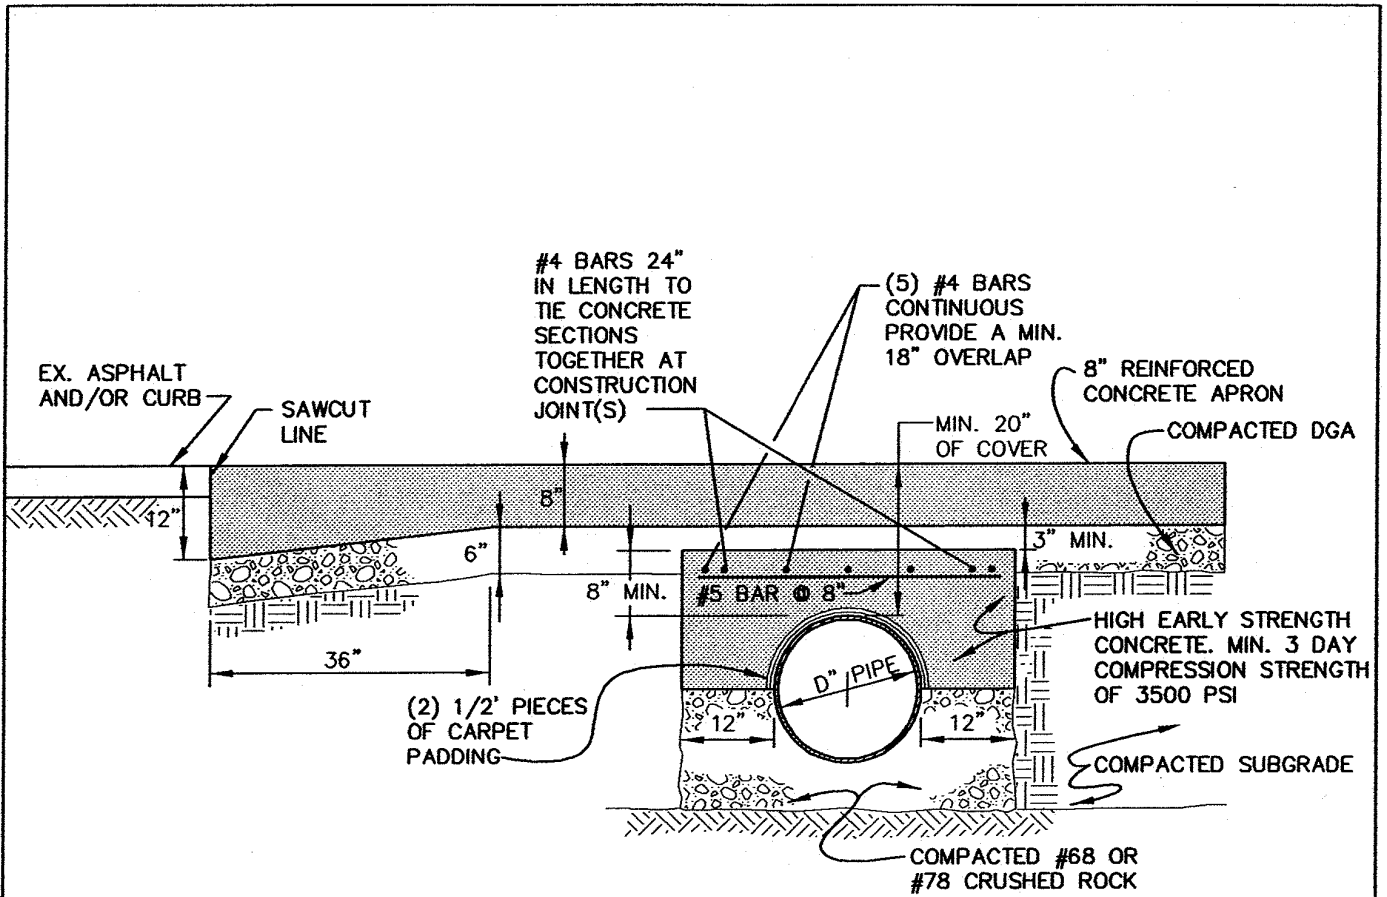 #4 BARS 24"
IN LENGTH TO
TIE CONCRETE
SECTIONS
TOGETHER AT
CONSTRUCTION
JOINT(S)
(5) #4 BARS
CONTINUOUS
PROVIDE A MIN.
18" OVERLAP
EX. ASPHALT
AND/OR CURB
SAWCUT
LINE
8" REINFORCED
CONCRETE APRON
MIN. 20"
OF COVER
COMPACTED DGA
12"
8"
6"
3" MIN.
8" MIN.
#5 BAR @ 8"
36"
HIGH EARLY STRENGTH
CONCRETE. MIN. 3 DAY
COMPRESSION STRENGTH
OF 3500 PSI
D" PIPE
(2) 1/2' PIECES
OF CARPET
PADDING
12"
12"
COMPACTED SUBGRADE
COMPACTED #68 OR
#78 CRUSHED ROCK